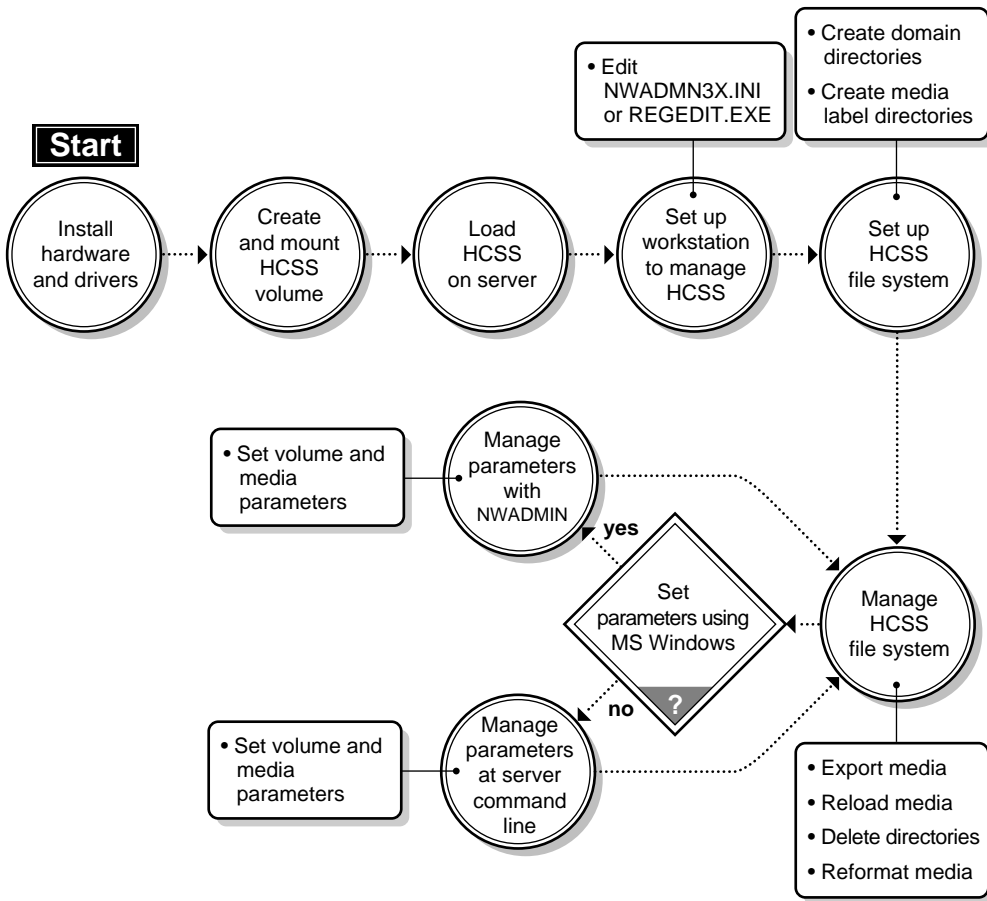 Start
Install
hardware
and drivers
Create
and mount
HCSS
volume
Load
HCSS
on server
• Edit
NWADMN3X.INI
or REGEDIT.EXE
Set up
workstation
to manage
HCSS
• Create domain
directories
• Create media
label directories
Set up
HCSS
file system
• Set volume and
media
parameters
Manage
parameters
with
NWADMIN
yes
Set
parameters using
MS Windows
?
no
Manage
HCSS
file system
• Set volume and
media
parameters
Manage
parameters
at server
command
line
• Export media
• Reload media
• Delete directories
• Reformat media